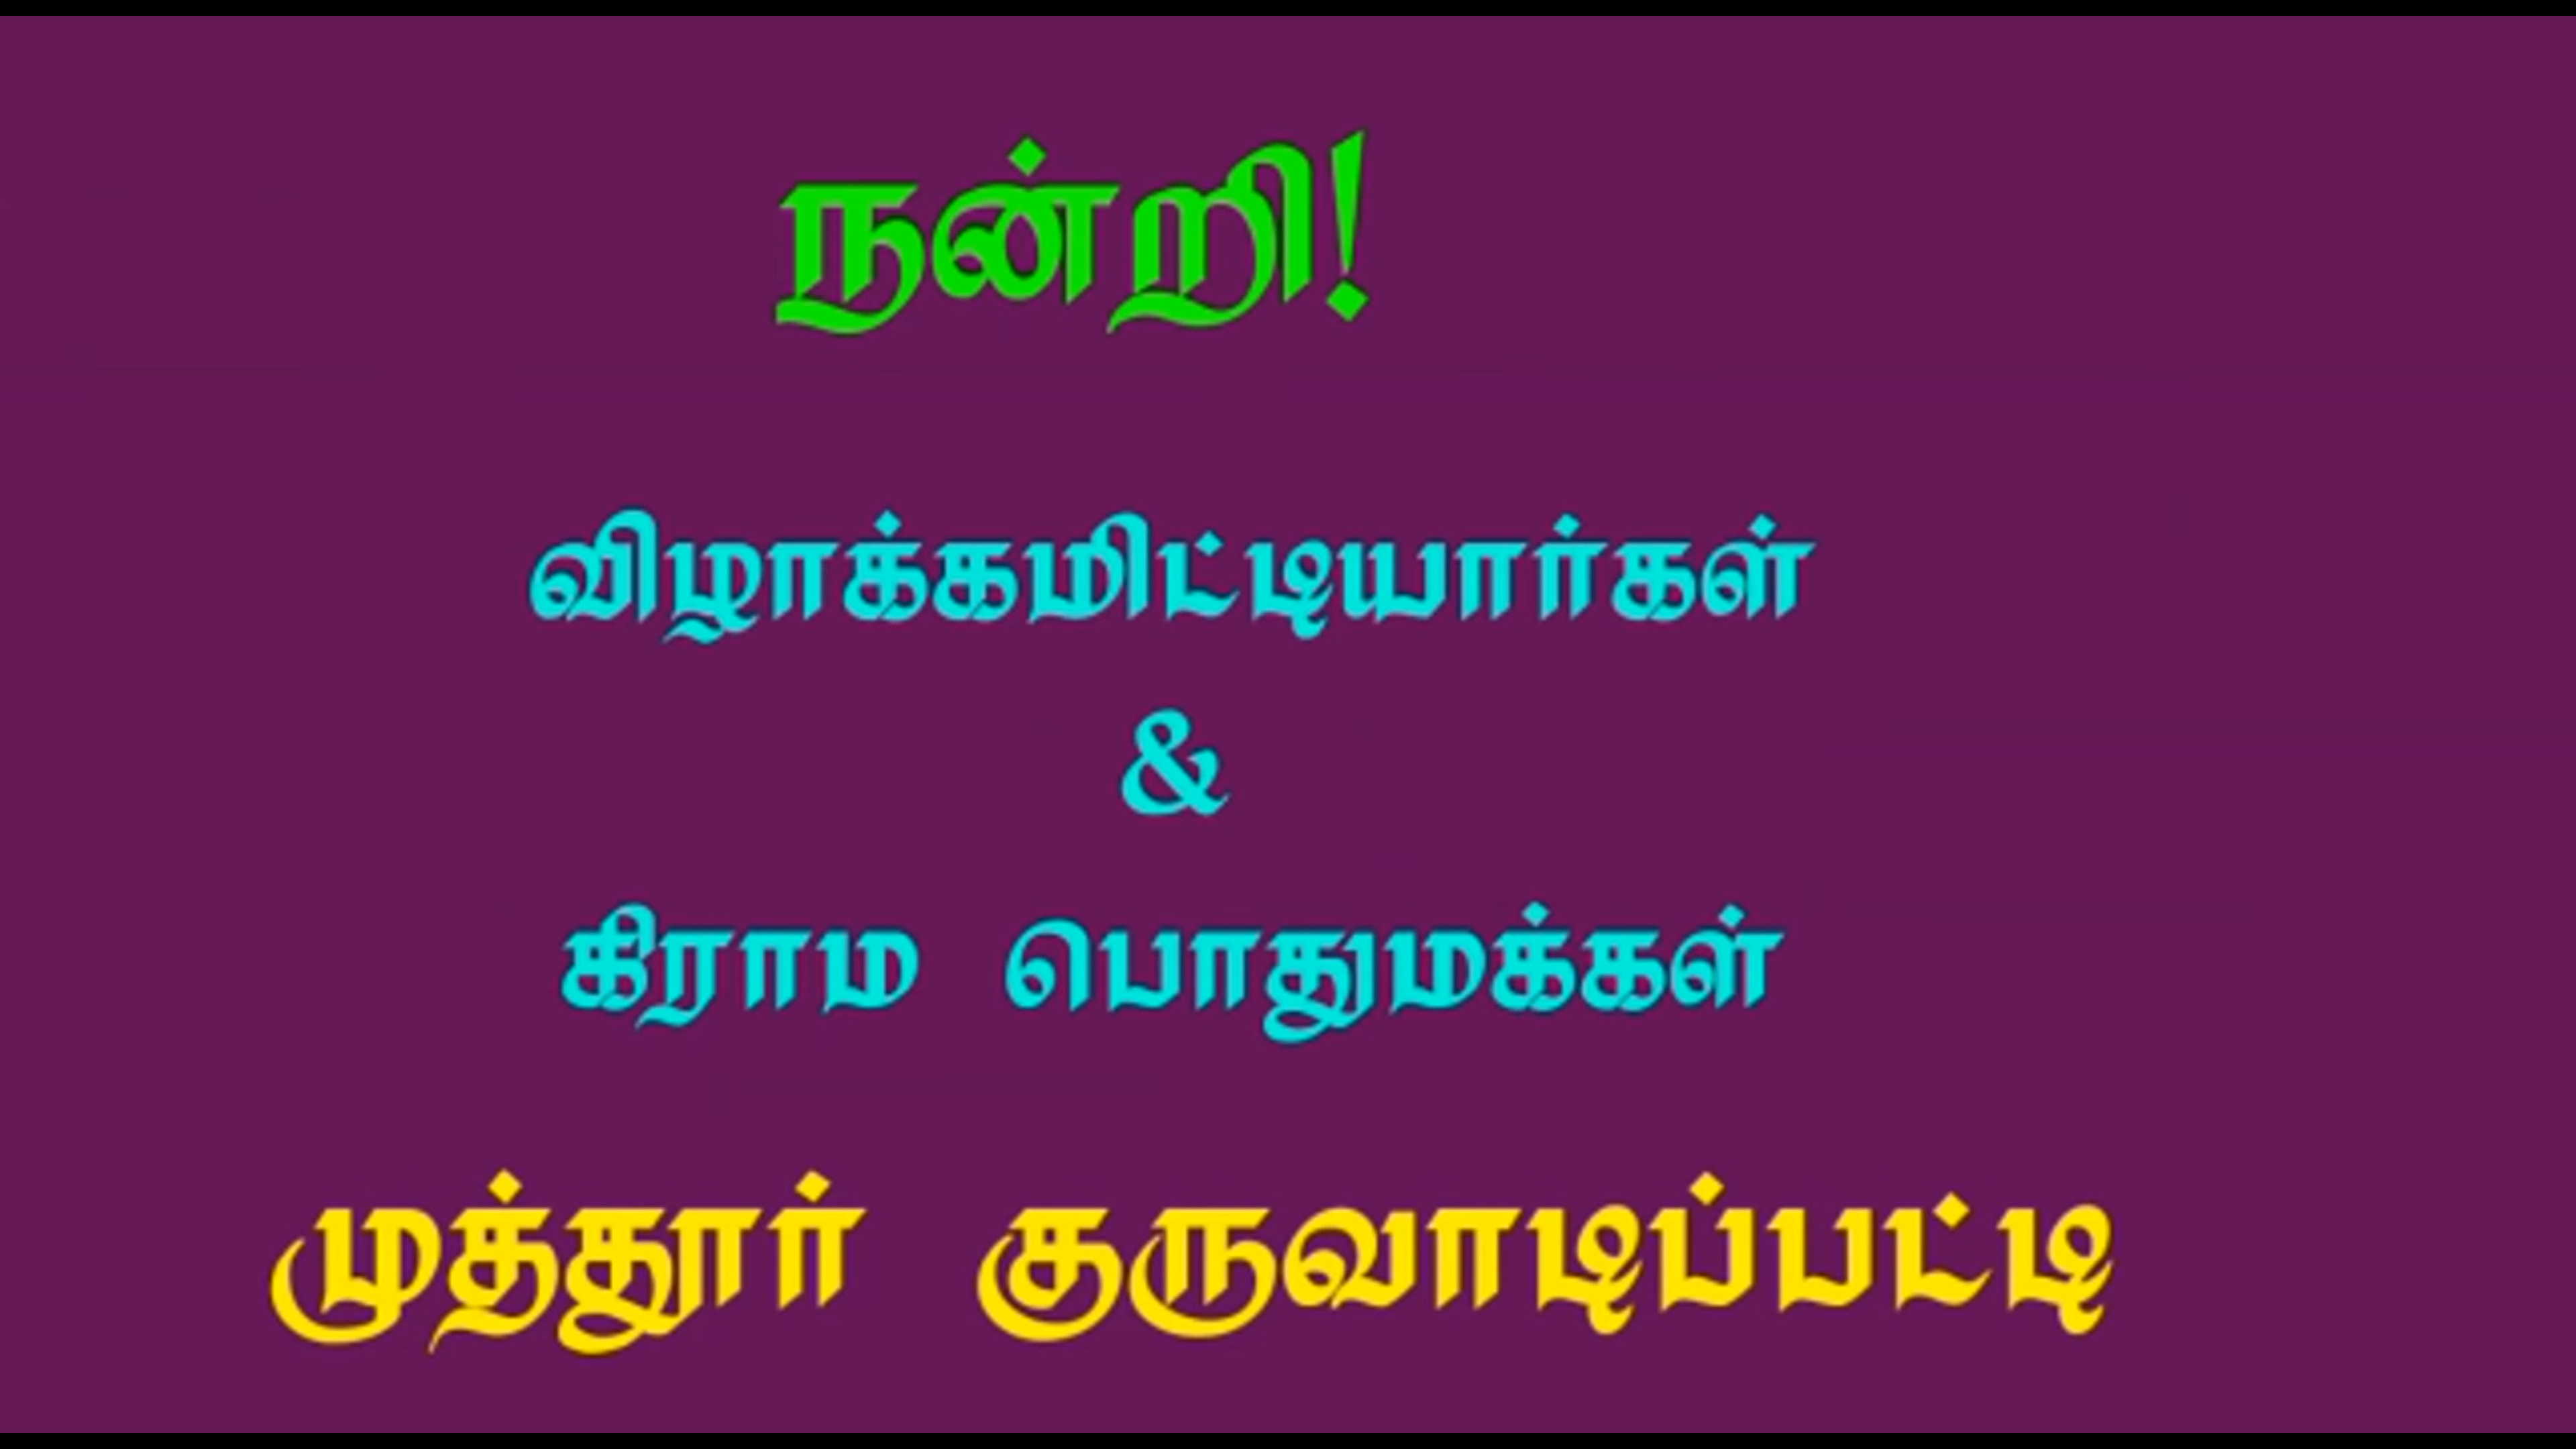 நன்றி!
விழாக்கமிட்டியார்கள்
&
கிராம பொதுமக்கள்
முத்தூர் குருவாடிப்பட்டி